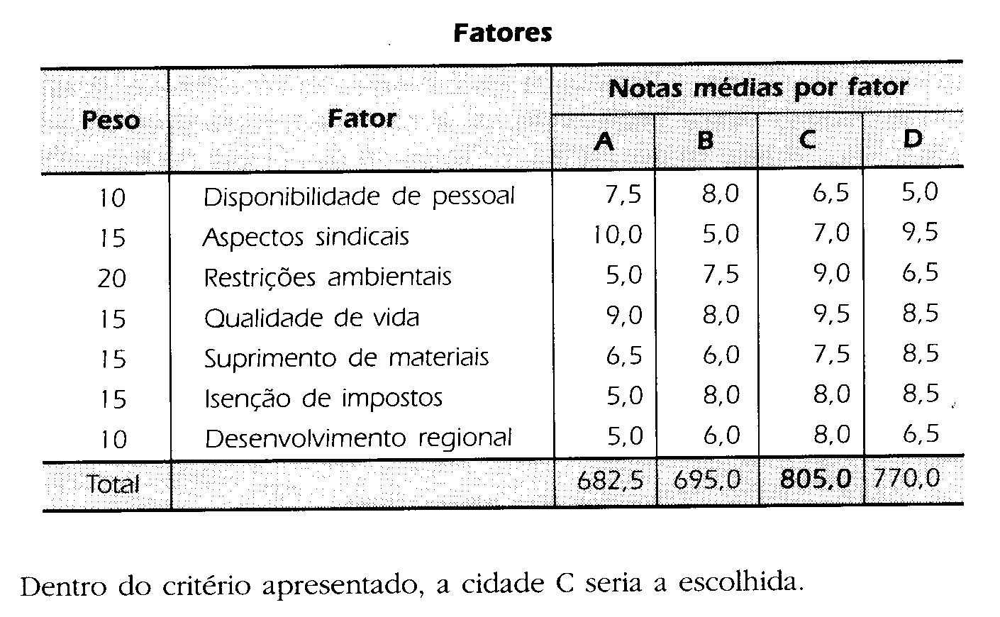 Fatores
Peso Fator Notas médias por fator
A B C D
10 Disponibilidade de pessoal 7,5 8,0 6,5 5,0
15 Aspectos sindicais 10,0 5,0 7,0 9,5
20 Restrições ambientais 5,0 7,5 9,0 6,5
15 Qualidade de vida 9,0 8,0 9,5 8,5
15 Suprimento de materiais 6,5 6,0 7,5 8,5
15 Isenção de impostos 5,0 8,0 8,0 8,5
10 Desenvolvimento regional 5,0 6,0 8,0 6,5
Total 682,5 695,0 805,0 770,0
Dentro do critério apresentado, a cidade C seria a escolhida.